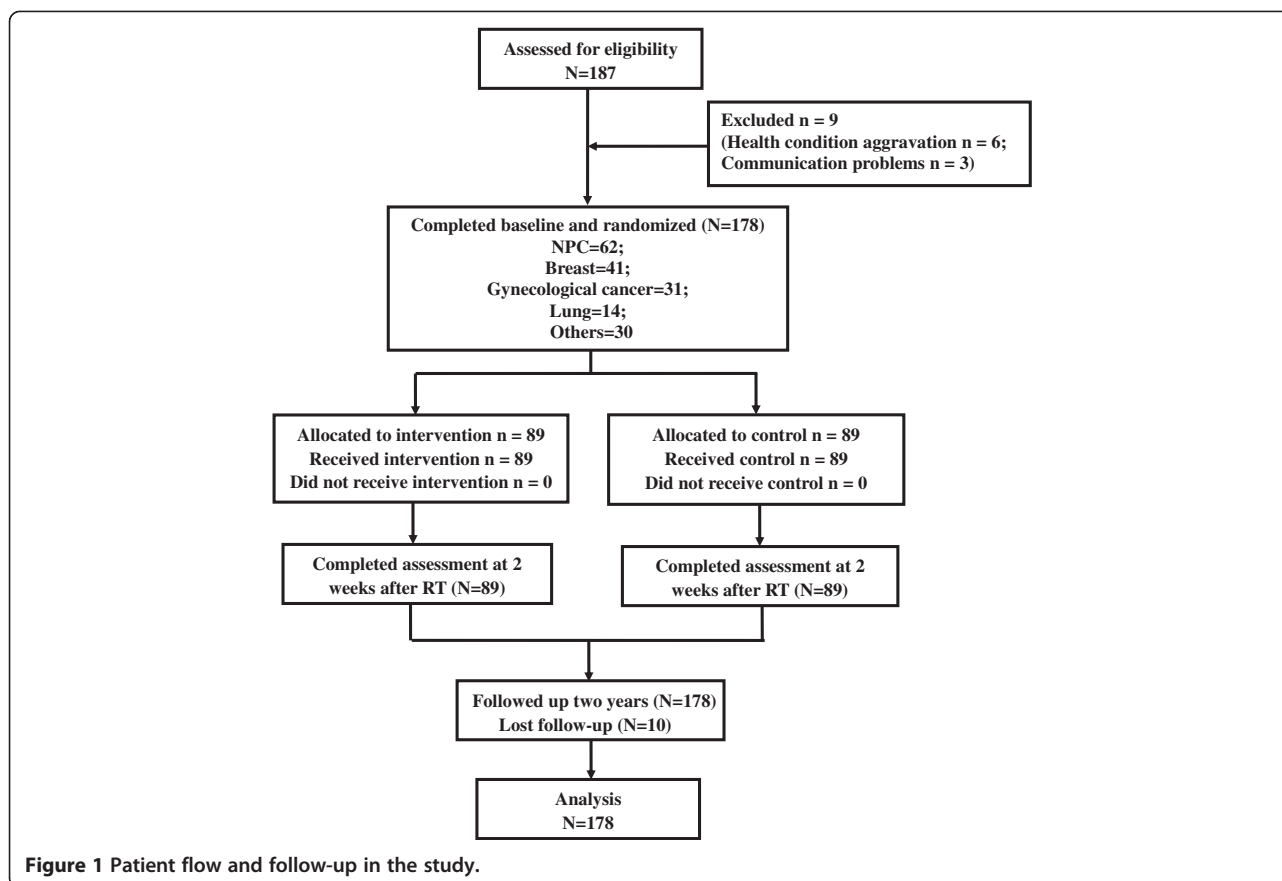 Assessed for eligibility
N=187
Excluded n = 9
(Health condition aggravation n = 6;
Communication problems n = 3)
Completed baseline and randomized (N=178)
NPC=62;
Breast=41;
Gynecological cancer=31;
Lung=14;
Others=30
Allocated to intervention n = 89
Received intervention n = 89
Did not receive intervention n = 0
Allocated to control n = 89
Received control n = 89
Did not receive control n = 0
Completed assessment at 2
weeks after RT (N=89)
Completed assessment at 2
weeks after RT (N=89)
Followed up two years (N=178)
Lost follow-up (N=10)
Analysis
N=178
Figure 1 Patient flow and follow-up in the study.